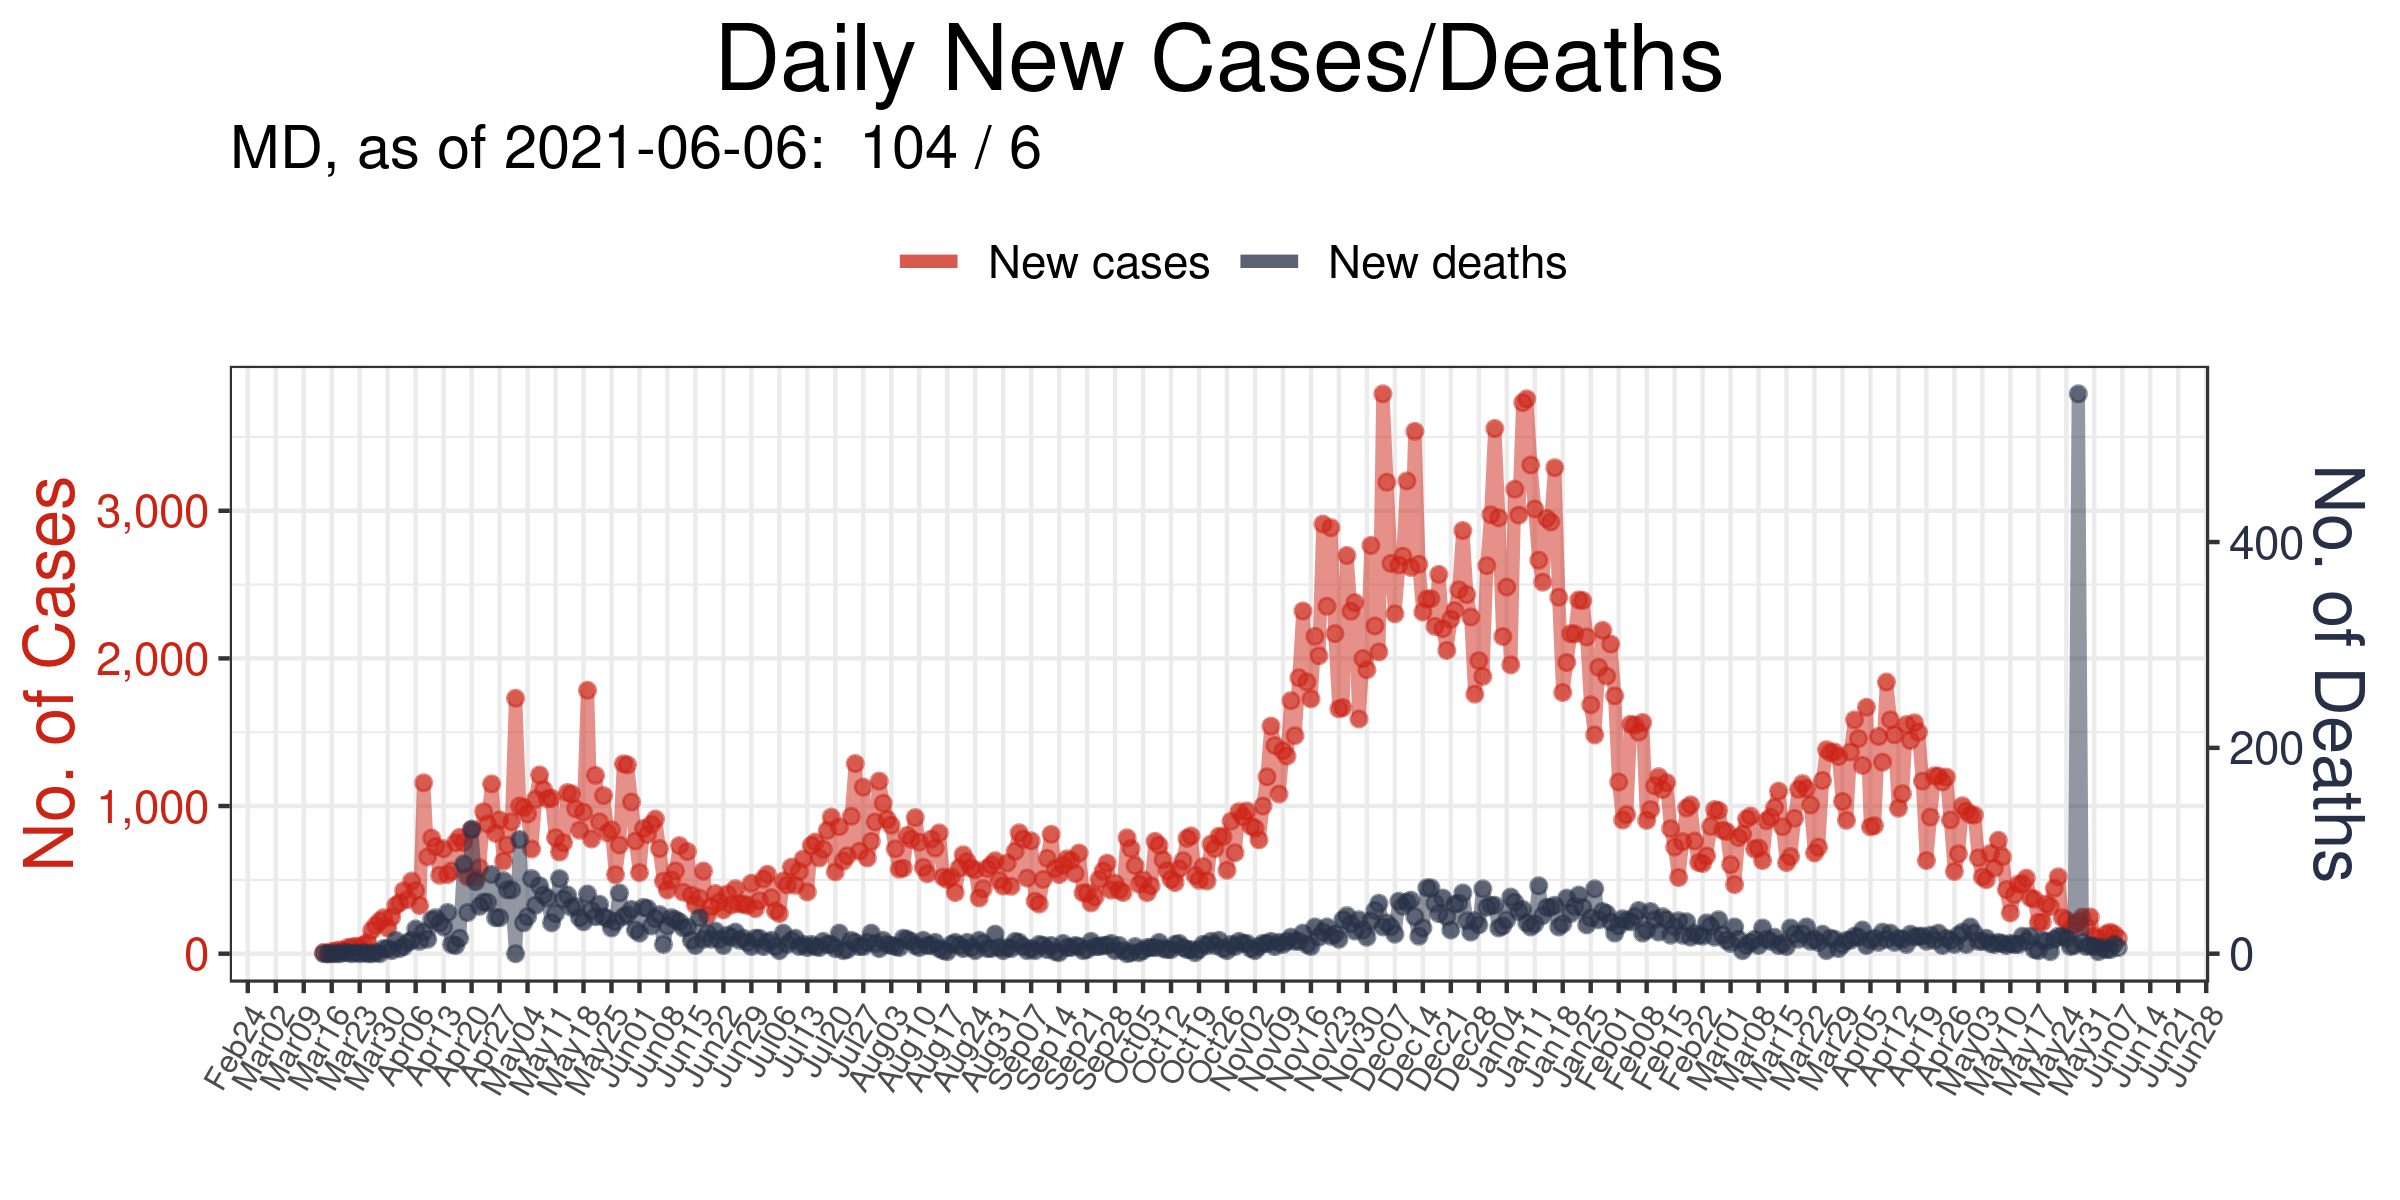 Daily New Cases/Deaths
MD, as of 2021-06-06:  104 / 6
New cases
New deaths
No. of Cases
3,000
2,000
1,000
0
400
200
0
No. of Deaths
Feb24
Mar02
Mar09
Mar16
Mar23
Mar30
Apr06
Apr13
Apr20
Apr27
May04
May11
May18
May25
Jun01
Jun08
Jun15
Jun22
Jun29
Jul06
Jul13
Jul20
Jul27
Aug03
Aug10
Aug17
Aug24
Aug31
Sep07
Sep14
Sep21
Sep28
Oct05
Oct12
Oct19
Oct26
Nov02
Nov09
Nov16
Nov23
Nov30
Dec07
Dec14
Dec21
Dec28
Jan04
Jan11
Jan18
Jan25
Feb01
Feb08
Feb15
Feb22
Mar01
Mar08
Mar15
Mar22
Mar29
Apr05
Apr12
Apr19
Apr26
May03
May10
May17
May24
May31
Jun07
Jun14
Jun21
Jun28